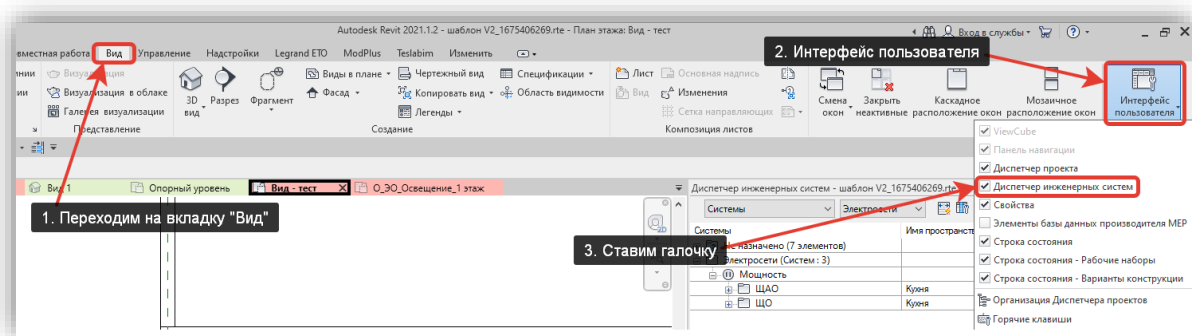 Autodesk Revit 2021.1.2 - шаблон V2_1675406269.rte - План этажа: Вид - тест
Вход в службы
вместная работа Вид Управление Надстройки Legrand ETO ModPlus Teslabim Изменить
2. Интерфейс пользователя
Визуализация
Виды в плане
Чертежный вид
Спецификации
Лист
Основная надпись
ии
Визуализация в облаке
Фасад
Копировать вид
Область видимости
Вид
Изменения
Галерея визуализации
Легенды
Сетка направляющих
3D вид
Разрез
Фрагмент
Смена окон
Закрыть неактивные
Каскадное расположение окон
Мозаичное расположение окон
Интерфейс пользователя
Представление
Создание
Композиция листов
ViewCube
Панель навигации
Диспетчер проекта
Диспетчер инженерных систем
Свойства
Элементы базы данных производителя MEP
Строка состояния
Строка состояния - Рабочие наборы
Строка состояния - Варианты конструкции
Организация Диспетчера проектов
Горячие клавиши
Вид 1
Опорный уровень
Вид - тест X
О_ЭО_Освещение_1 этаж
Диспетчер инженерных систем - шаблон V2_1675406269.rte
1. Переходим на вкладку "Вид"
Системы
Электросети
2D
Системы
Имя пространст
3. Ставим галочку
Не назначено (7 элементов)
Электросети (Систем : 3)
Мощность
ЩАО
Кухня
ЩО
Кухня